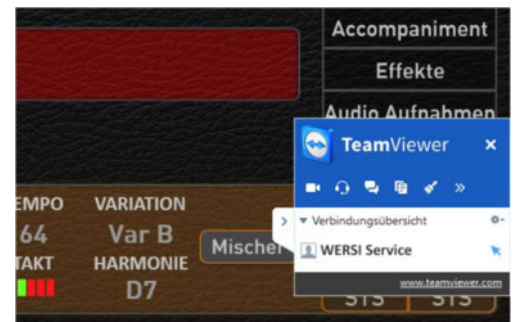 Accompaniment
Effekte
Audio Aufnahmen
TeamViewer
Verbindungsübersicht
WERSI Service
www.teamviewer.com
VARIATION
64
Var B
Mischer
TAKT
HARMONIE
D7
STS
STS